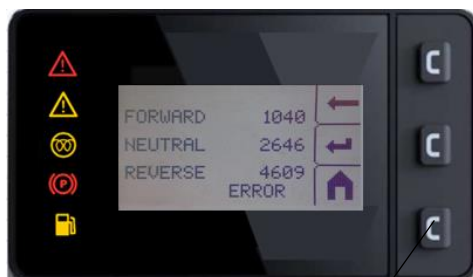 FORWARD 1040
NEUTRAL 2646
REVERSE 4609
ERROR
C
C
C
P